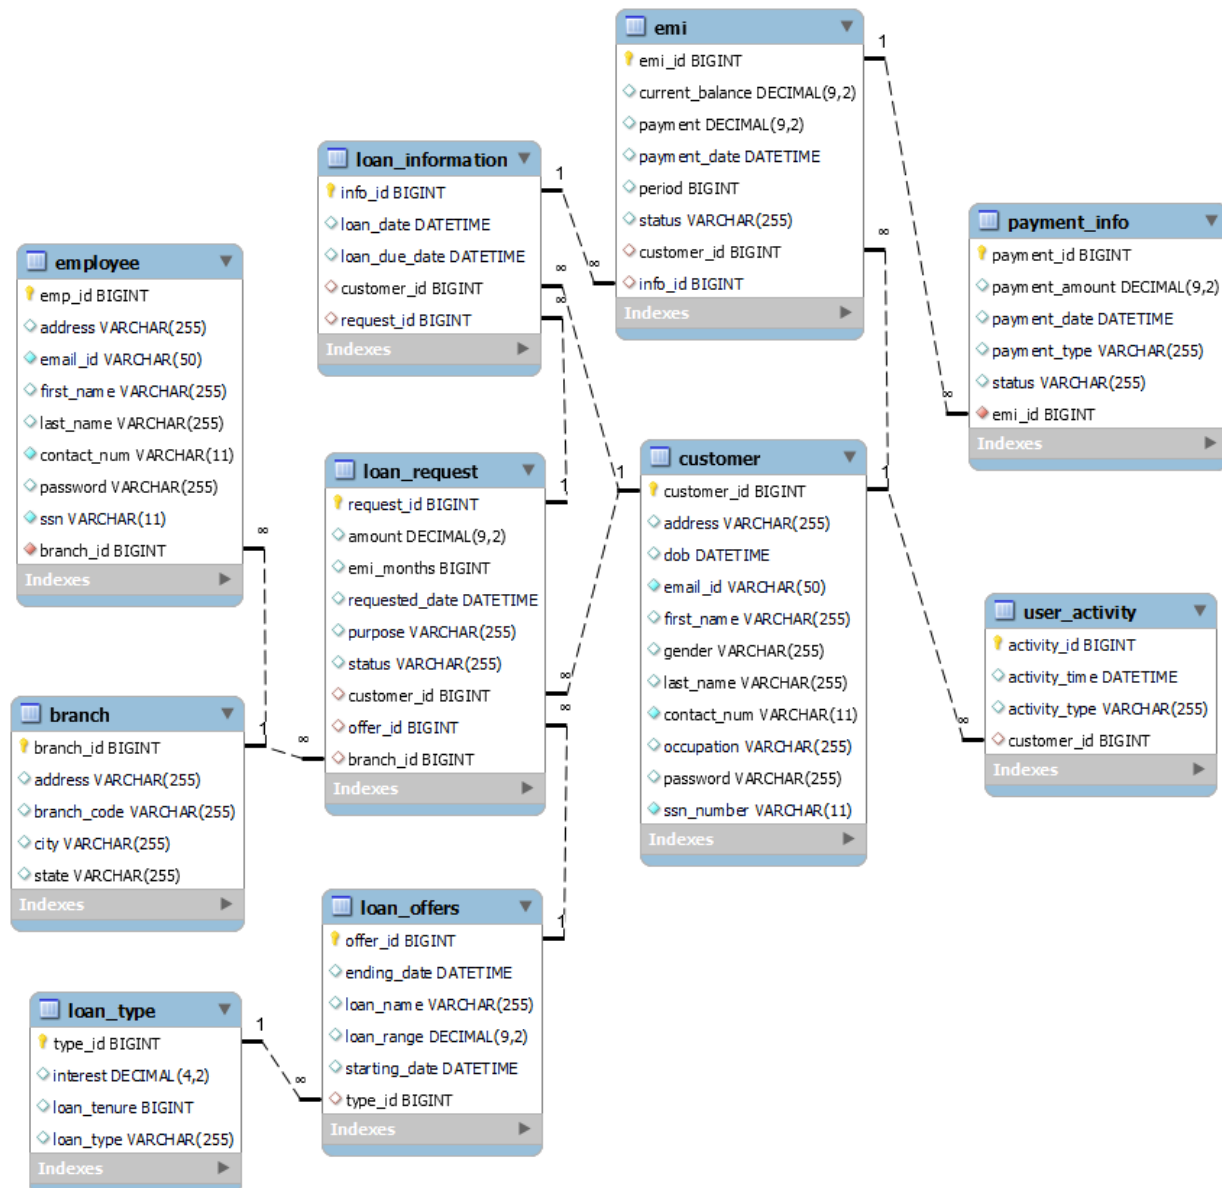 emi
emi_id BIGINT
current_balance DECIMAL(9,2)
payment DECIMAL(9,2)
payment_date DATETIME
period BIGINT
status VARCHAR(255)
customer_id BIGINT
info_id BIGINT
Indexes
1
∞
loan_information
info_id BIGINT
loan_date DATETIME
loan_due_date DATETIME
customer_id BIGINT
request_id BIGINT
Indexes
1
∞
∞
∞
payment_info
payment_id BIGINT
payment_amount DECIMAL(9,2)
payment_date DATETIME
payment_type VARCHAR(255)
status VARCHAR(255)
emi_id BIGINT
Indexes
∞
employee
emp_id BIGINT
address VARCHAR(255)
email_id VARCHAR(50)
first_name VARCHAR(255)
last_name VARCHAR(255)
contact_num VARCHAR(11)
password VARCHAR(255)
ssn VARCHAR(11)
branch_id BIGINT
Indexes
∞
loan_request
request_id BIGINT
amount DECIMAL(9,2)
emi_months BIGINT
requested_date DATETIME
purpose VARCHAR(255)
status VARCHAR(255)
customer_id BIGINT
offer_id BIGINT
branch_id BIGINT
Indexes
1
∞
∞
∞
customer
customer_id BIGINT
address VARCHAR(255)
dob DATETIME
email_id VARCHAR(50)
first_name VARCHAR(255)
gender VARCHAR(255)
last_name VARCHAR(255)
contact_num VARCHAR(11)
occupation VARCHAR(255)
password VARCHAR(255)
ssn_number VARCHAR(11)
Indexes
1
1
user_activity
activity_id BIGINT
activity_time DATETIME
activity_type VARCHAR(255)
customer_id BIGINT
Indexes
∞
branch
branch_id BIGINT
address VARCHAR(255)
branch_code VARCHAR(255)
city VARCHAR(255)
state VARCHAR(255)
Indexes
1
loan_offers
offer_id BIGINT
ending_date DATETIME
loan_name VARCHAR(255)
loan_range DECIMAL(9,2)
starting_date DATETIME
type_id BIGINT
Indexes
1
∞
loan_type
type_id BIGINT
interest DECIMAL(4,2)
loan_tenure BIGINT
loan_type VARCHAR(255)
Indexes
1